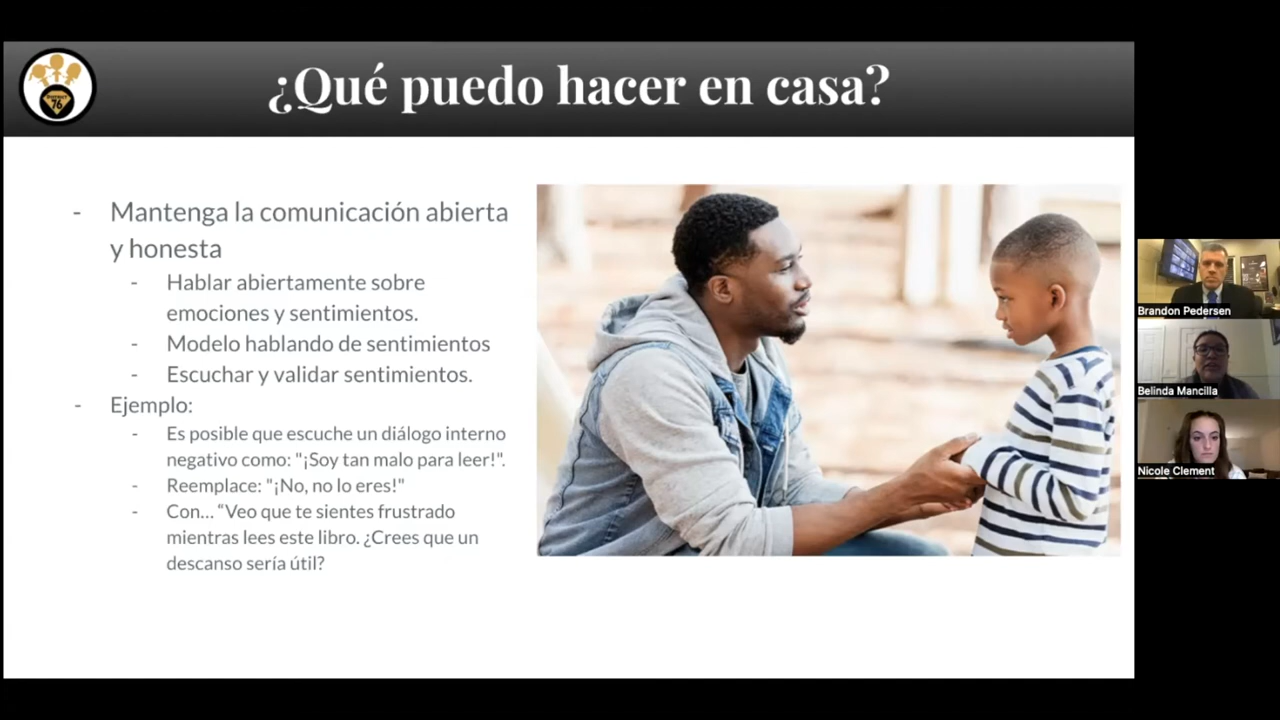 ¿Qué puedo hacer en casa?
DISTRICT
76
- Mantenga la comunicación abierta
y honesta
- Hablar abiertamente sobre
emociones y sentimientos.
- Modelo hablando de sentimientos
- Escuchar y validar sentimientos.
- Ejemplo:
- Es posible que escuche un diálogo interno
negativo como: "¡Soy tan malo para leer!".
- Reemplace: "¡No, no lo eres!"
- Con... “Veo que te sientes frustrado
mientras lees este libro. ¿Crees que un
descanso sería útil?
Brandon Pedersen
Belinda Mancilla
Nicole Clement